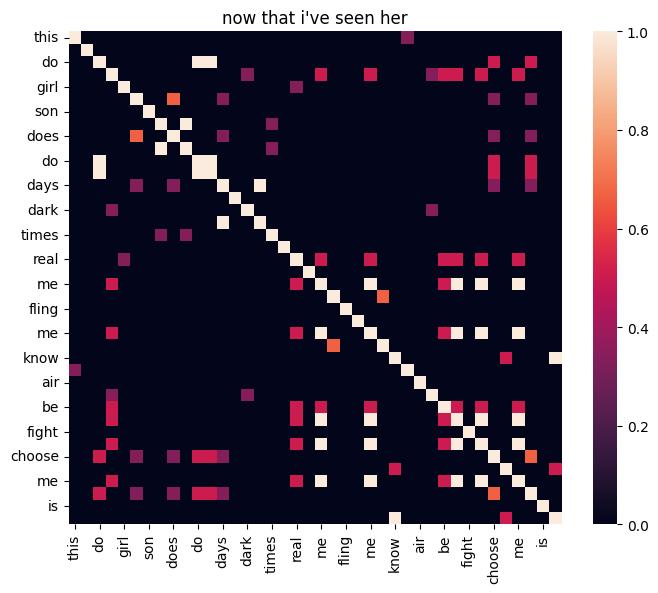 now that i've seen her
this
do
girl
son
does
do
days
dark
times
real
me
fling
me
know
air
be
fight
choose
me
is
this
do
girl
son
does
do
days
dark
times
real
me
fling
me
know
air
be
fight
choose
me
is
1.0
0.8
0.6
0.4
0.2
0.0